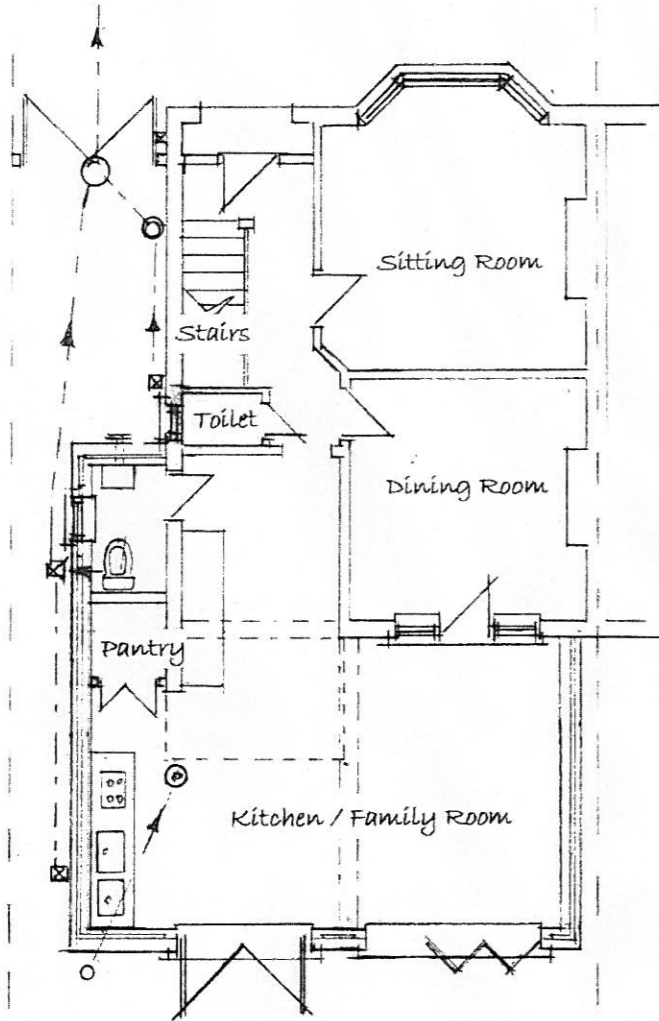 Sitting Room
Stairs
Toilet
Dining Room
Pantry
Kitchen / Family Room